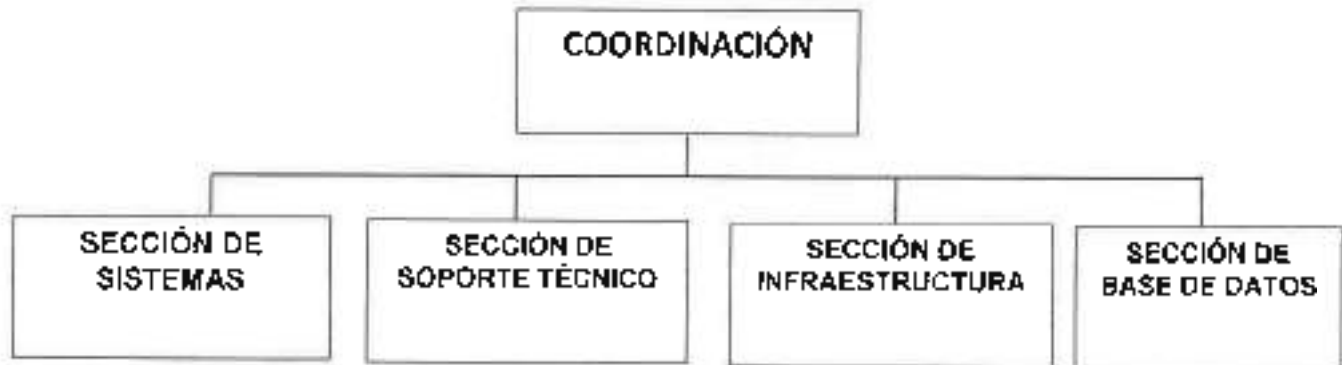 COORDINACIÓN
SECCIÓN DE
SISTEMAS
SECCIÓN DE
SOPORTE TÉCNICO
SECCIÓN DE
INFRAESTRUCTURA
SECCIÓN DE
BASE DE DATOS